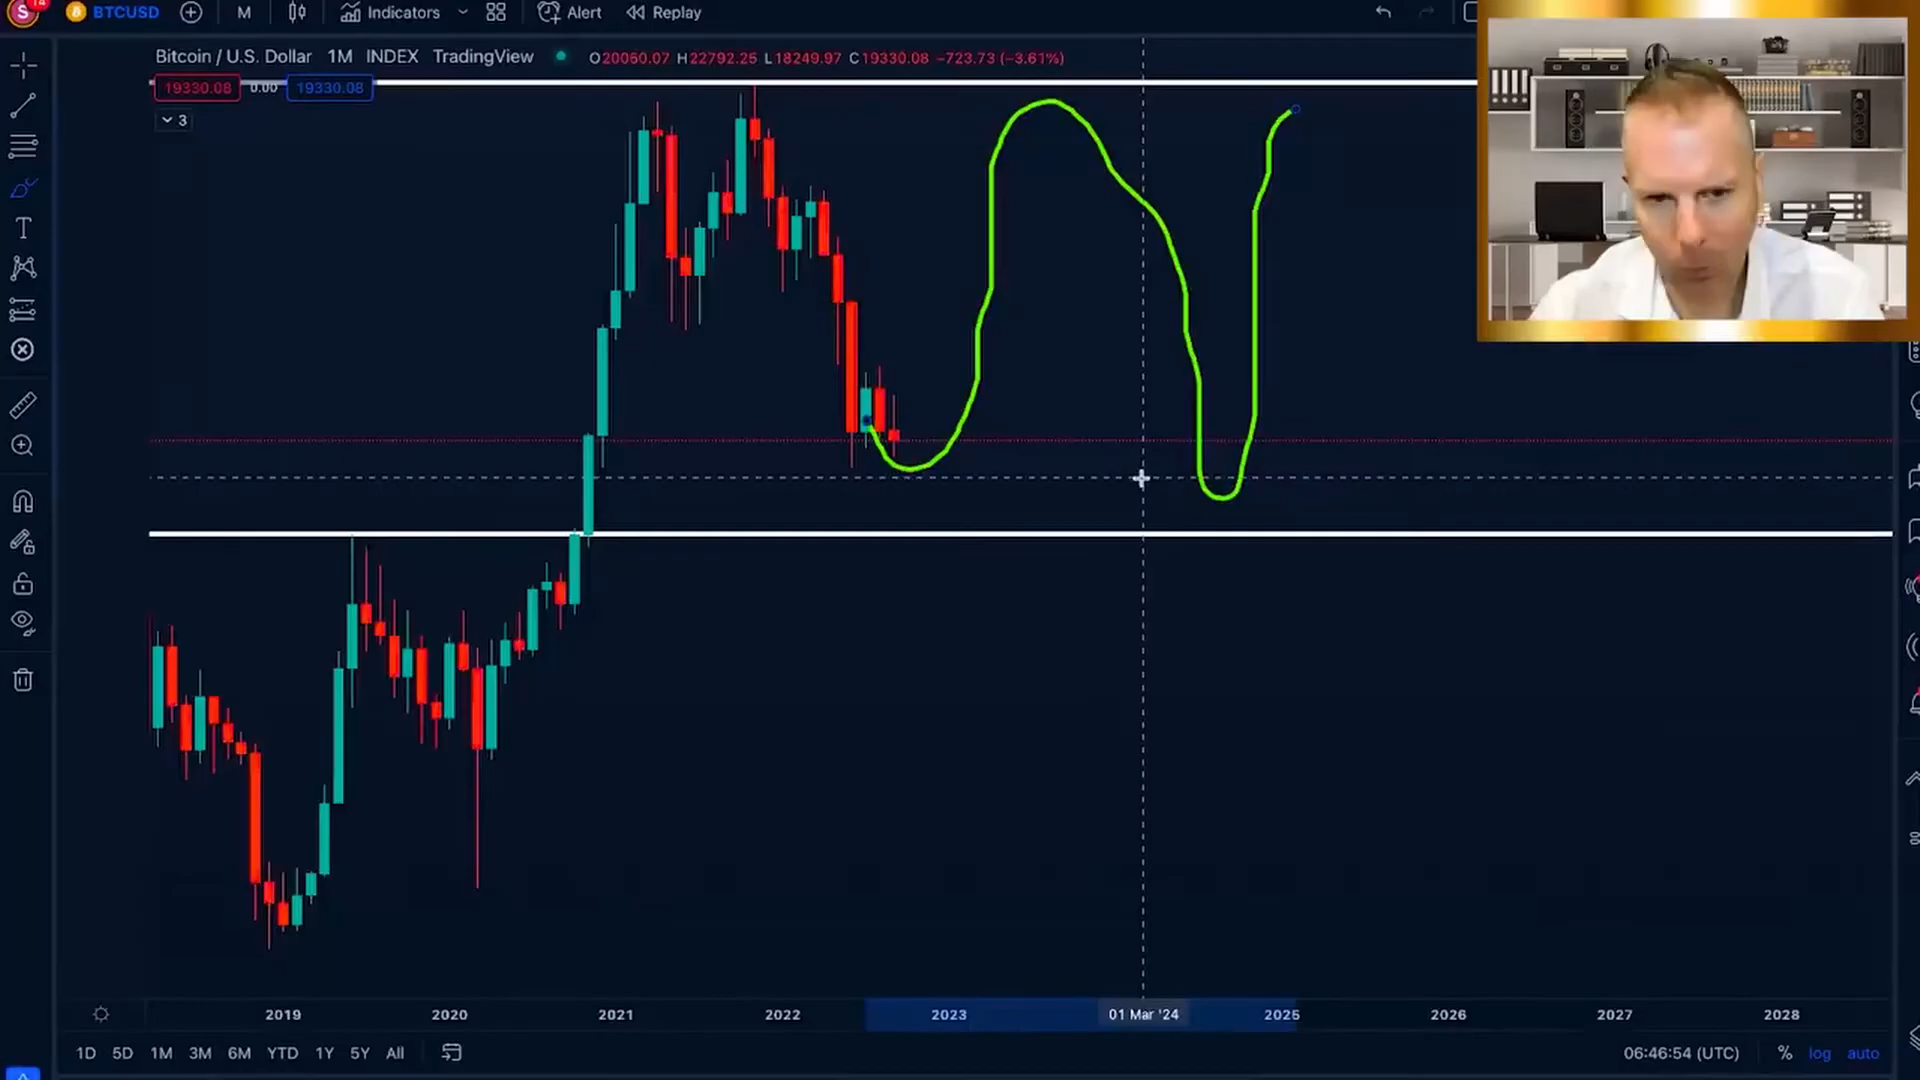 S 14 BTCUSD M Indicators Alert Replay
Bitcoin / U.S. Dollar 1M INDEX TradingView O20050.07 H22792.25 L18249.97 C19330.08 −723.73 (−3.61%)
19330.08 0.00 19330.08
3
T
2019 2020 2021 2022 2023 01 Mar '24 2025 2026 2027 2028
1D 5D 1M 3M 6M YTD 1Y 5Y All 06:46:54 (UTC) % log auto